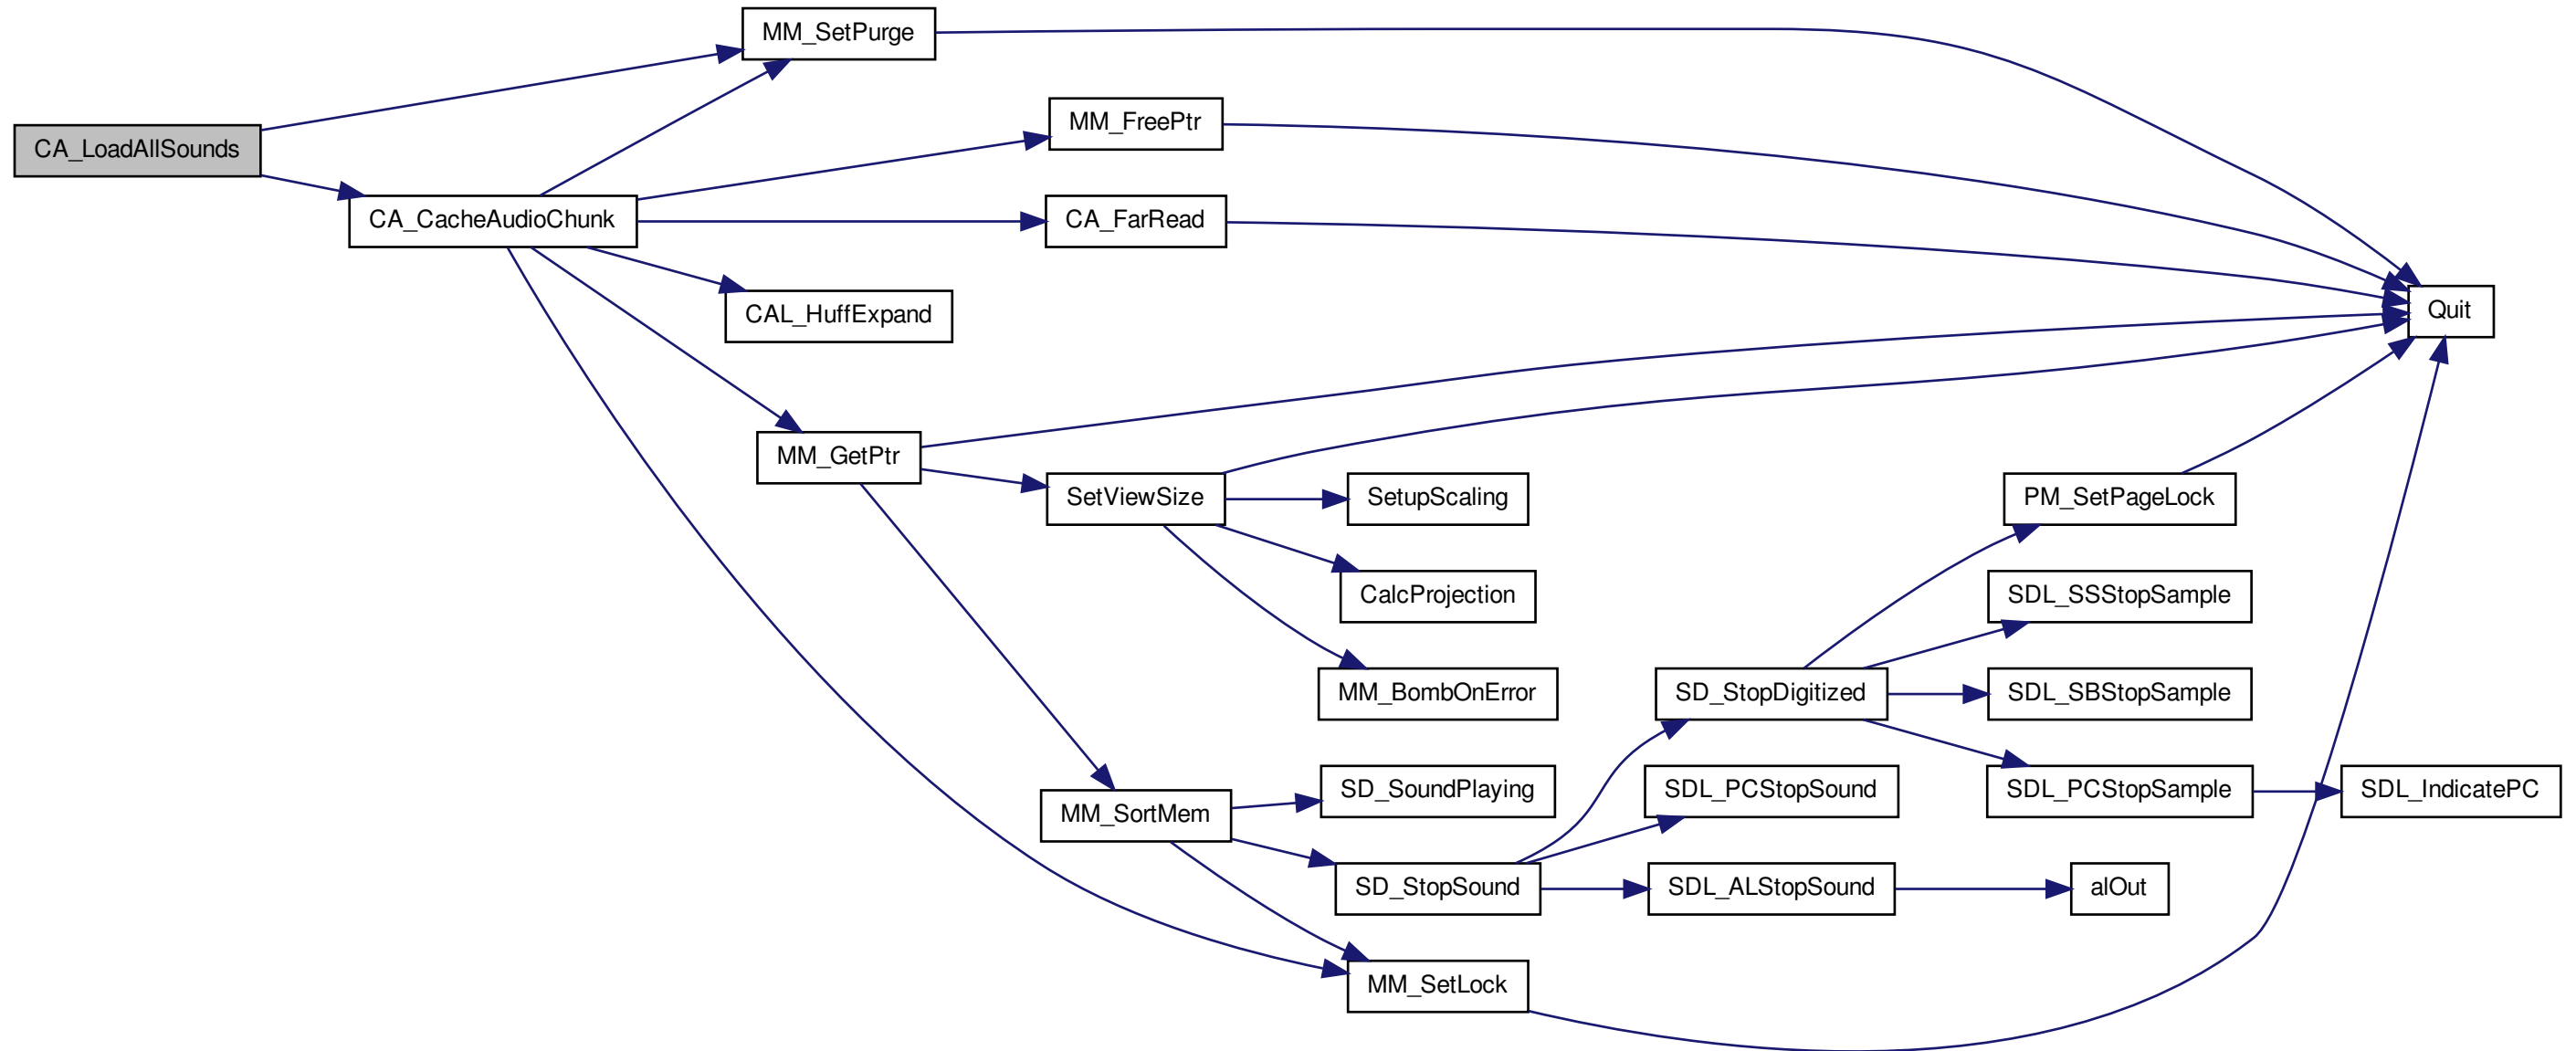 MM_SetPurge
MM_FreePtr
CA_LoadAllSounds
CA_CacheAudioChunk
CA_FarRead
CAL_HuffExpand
Quit
MM_GetPtr
SetViewSize
SetupScaling
PM_SetPageLock
CalcProjection
SDL_SSStopSample
MM_BombOnError
SD_StopDigitized
SDL_SBStopSample
MM_SortMem
SD_SoundPlaying
SDL_PCStopSound
SDL_PCStopSample
SDL_IndicatePC
SD_StopSound
SDL_ALStopSound
alOut
MM_SetLock